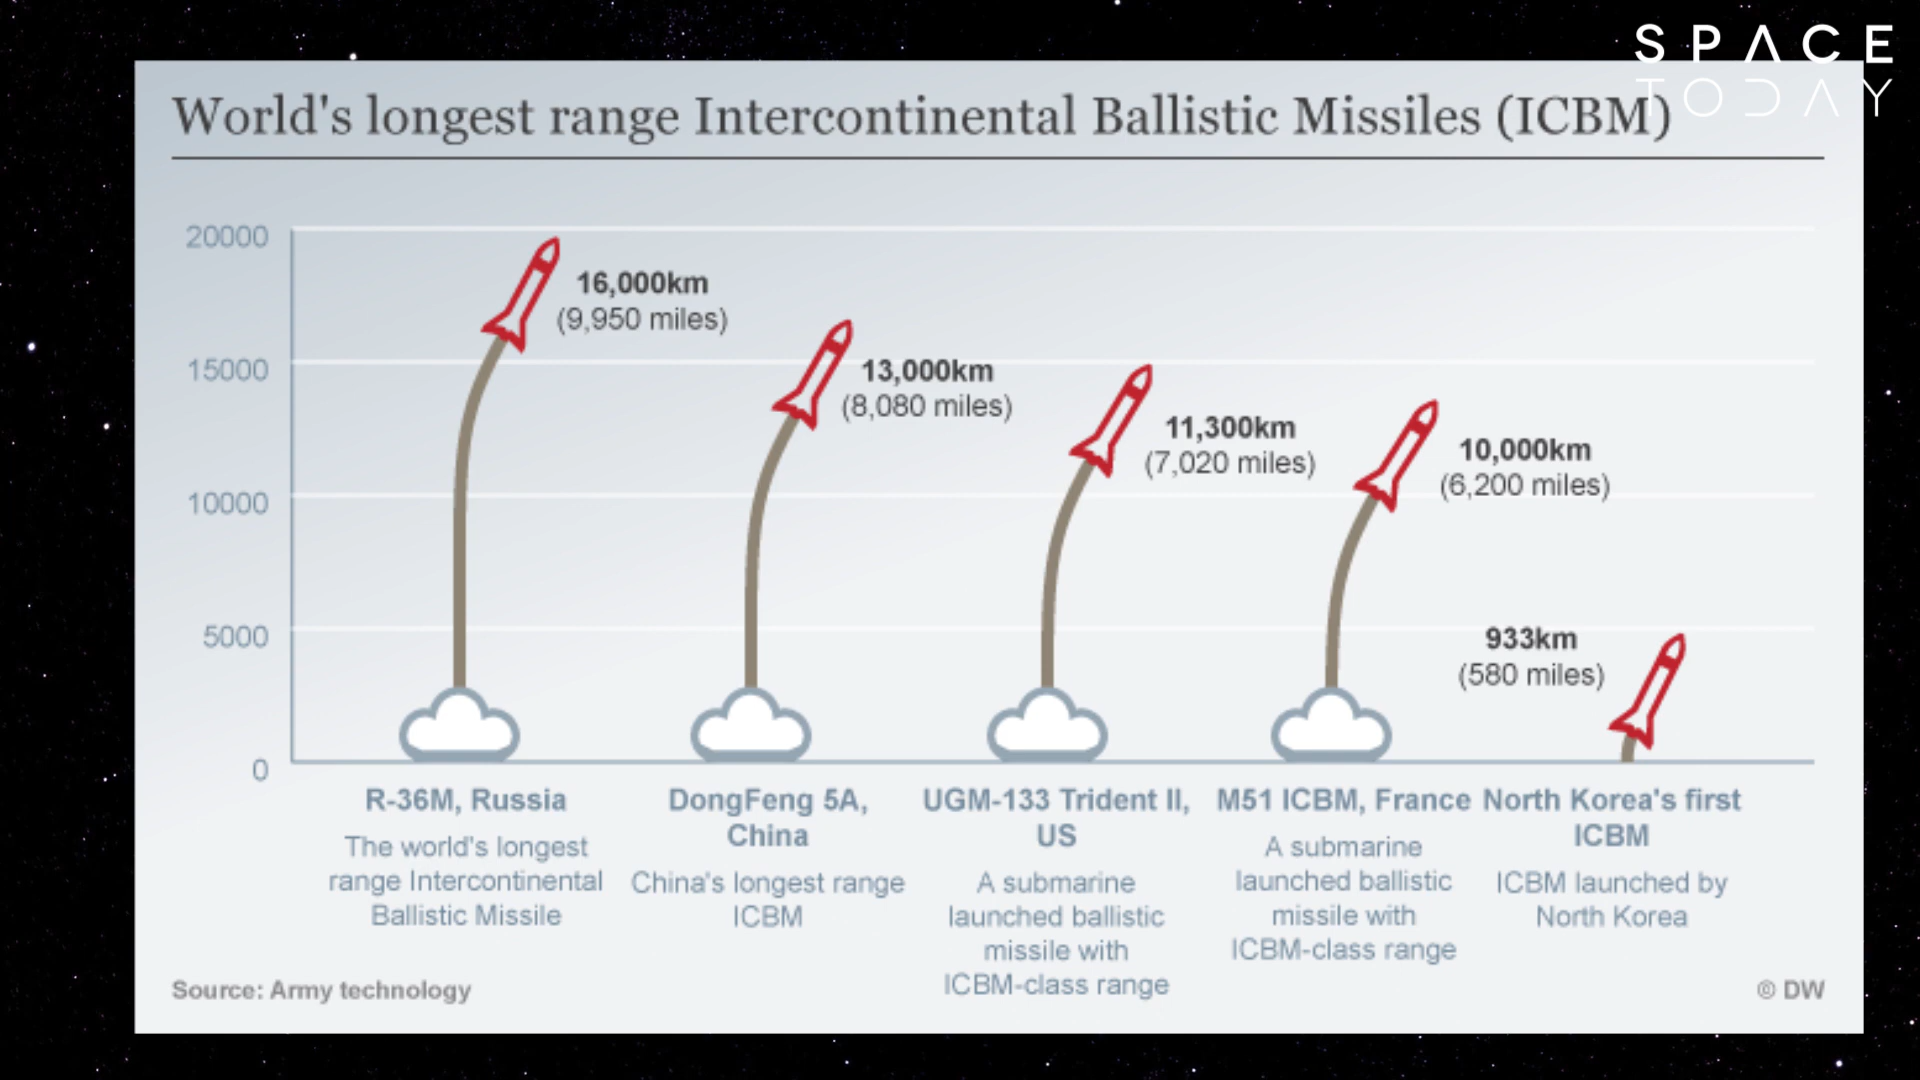 SPACE
TODAY
World's longest range Intercontinental Ballistic Missiles (ICBM)
20000
15000
10000
5000
0
16,000km
(9,950 miles)
13,000km
(8,080 miles)
11,300km
(7,020 miles)
10,000km
(6,200 miles)
933km
(580 miles)
R-36M, Russia
The world's longest
range Intercontinental
Ballistic Missile
DongFeng 5A,
China
China's longest range
ICBM
UGM-133 Trident II,
US
A submarine
launched ballistic
missile with
ICBM-class range
M51 ICBM, France
A submarine
launched ballistic
missile with
ICBM-class range
North Korea's first
ICBM
ICBM launched by
North Korea
Source: Army technology
© DW